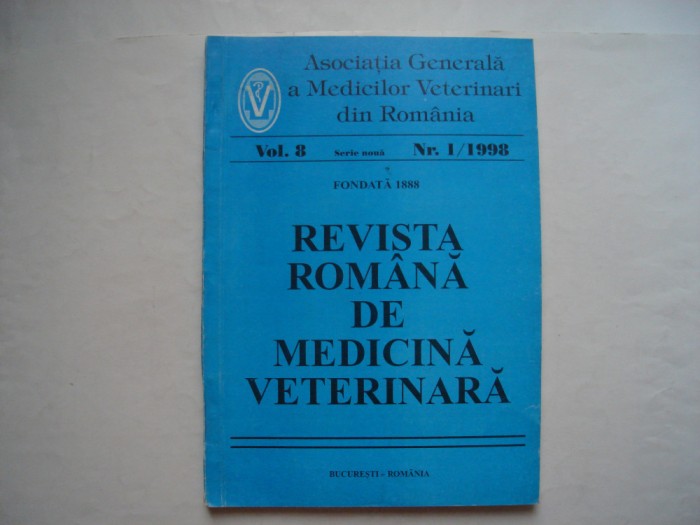 Asociația Generală
a Medicilor Veterinari
din România
V
Vol. 8 Serie nouă Nr. 1/1998
FONDATĂ 1888
REVISTA
ROMÂNĂ
DE
MEDICINĂ
VETERINARĂ
BUCUREȘTI - ROMÂNIA